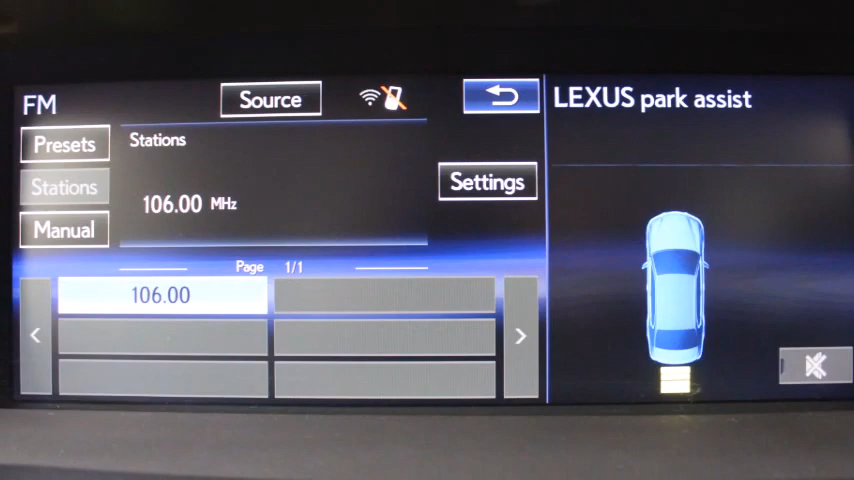 FM
Source
LEXUS park assist
Presets
Stations
Stations
Settings
106.00 MHz
Manual
Page 1/1
106.00